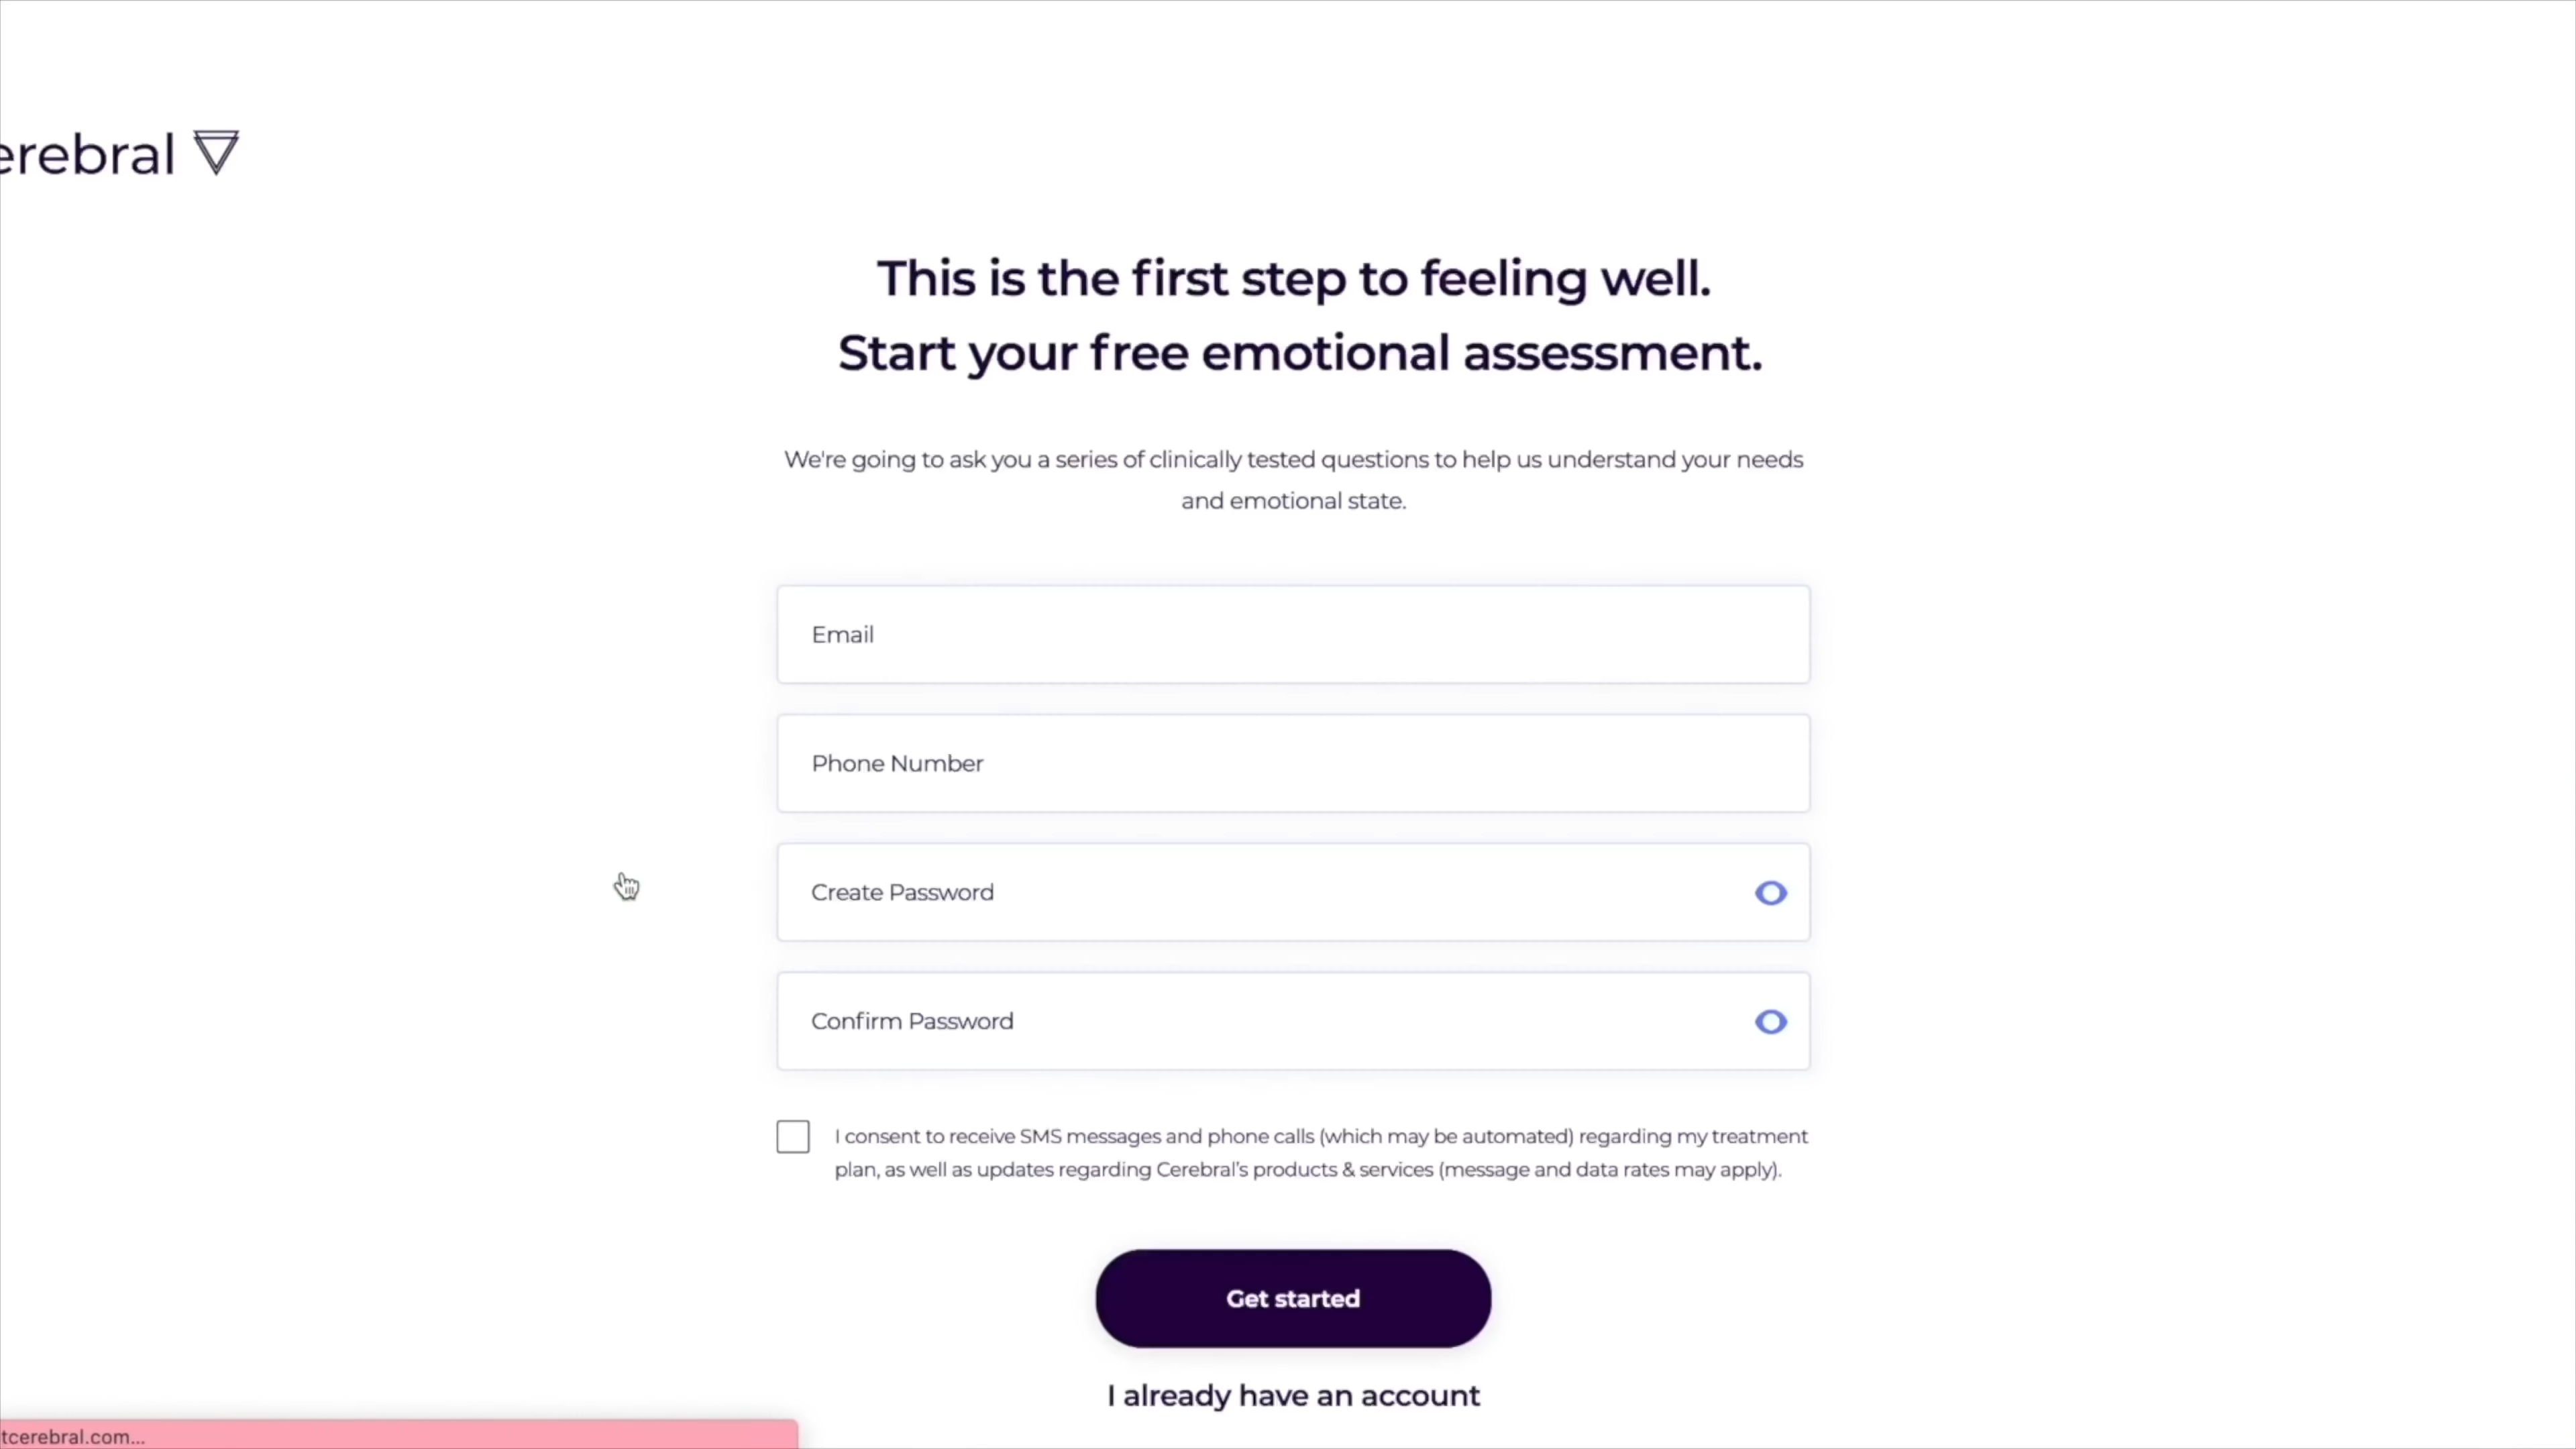 erebral
This is the first step to feeling well.
Start your free emotional assessment.
We're going to ask you a series of clinically tested questions to help us understand your needs
and emotional state.
Email
Phone Number
Create Password
Confirm Password
I consent to receive SMS messages and phone calls (which may be automated) regarding my treatment
plan, as well as updates regarding Cerebral's products & services (message and data rates may apply).
Get started
I already have an account
tcerebral.com...